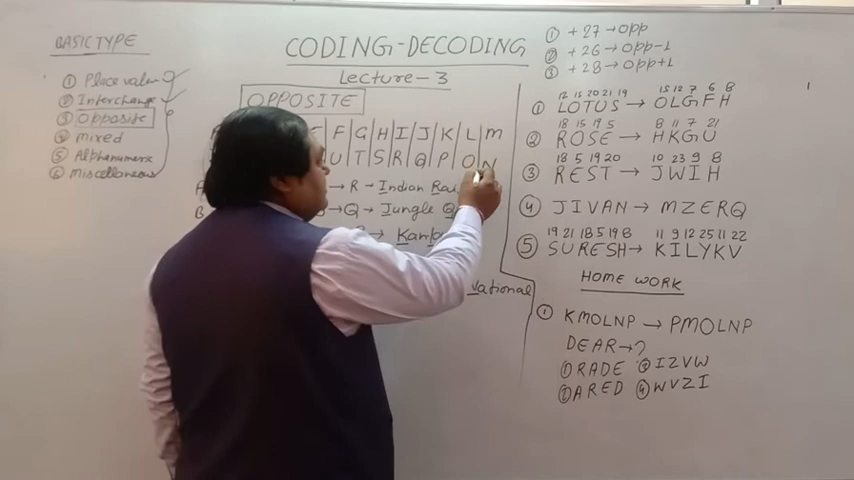 BASIC TYPE
① Place value
② Interchange
③ Opposite
④ Mixed
⑤ Alphanumeric
⑥ Miscellaneous
CODING-DECODING
Lecture-3
OPPOSITE
F G H I J K L M
U T S R Q P O N
A
→ R - Indian Rai
B
→ Q - Jungle Q
Kam
vational
① +27 → Opp
② +26 → Opp-1
③ +28 → Opp+1
12 15 20 21 19 15 12 7 6 8
① LOTUS → OLGFH
18 15 19 5 8 11 7 21
② ROSE → HKGU
18 5 19 20 10 23 9 8
③ REST → JWIH
④ JIVAN → MZERQ
19 21 18 5 19 8 11 9 12 25 11 22
⑤ SURESH → KILYKV
HOME WORK
① KMOLNP → PMOLNP
DEAR → ?
① RADE ③ IZVW
② ARED ④ WVZI